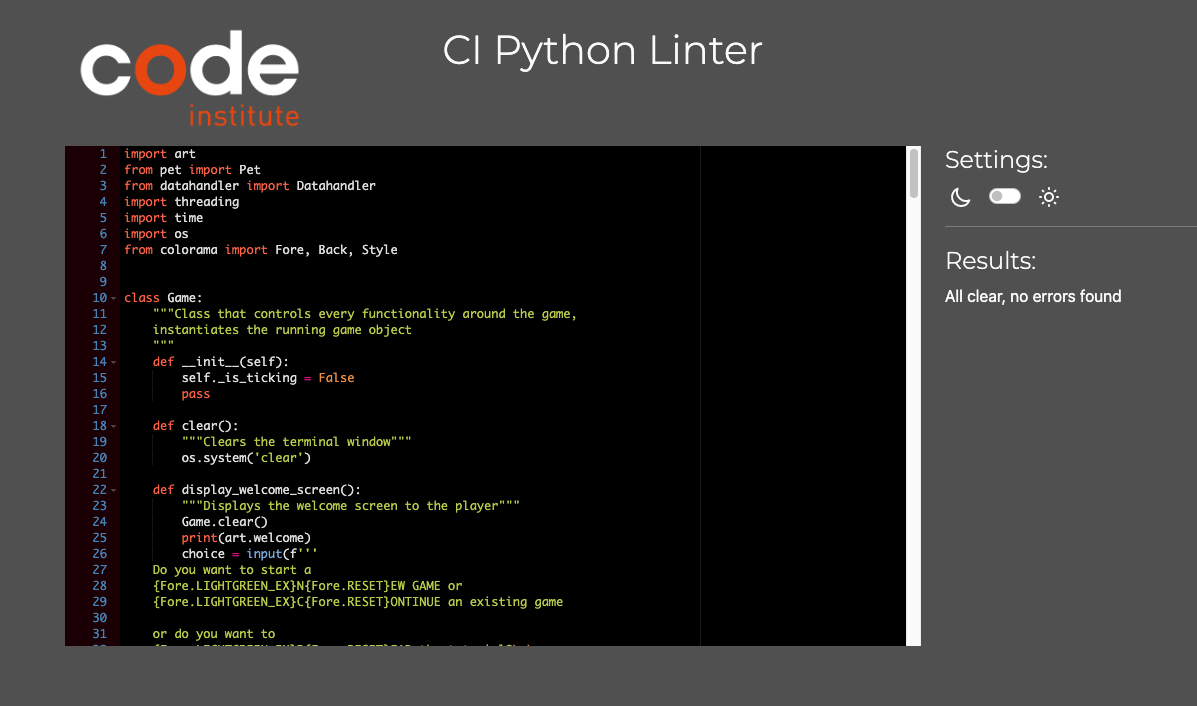 code
institute
CI Python Linter
1 import art
2 from pet import Pet
3 from datahandler import Datahandler
4 import threading
5 import time
6 import os
7 from colorama import Fore, Back, Style
8
9
10 class Game:
11 """Class that controls every functionality around the game,
12 instantiates the running game object
13 """
14 def __init__(self):
15 self._is_ticking = False
16 pass
17
18 def clear():
19 """Clears the terminal window"""
20 os.system('clear')
21
22 def display_welcome_screen():
23 """Displays the welcome screen to the player"""
24 Game.clear()
25 print(art.welcome)
26 choice = input(f'''
27 Do you want to start a
28 {Fore.LIGHTGREEN_EX}N{Fore.RESET}EW GAME or
29 {Fore.LIGHTGREEN_EX}C{Fore.RESET}ONTINUE an existing game
30
31 or do you want to
Settings:
Results:
All clear, no errors found